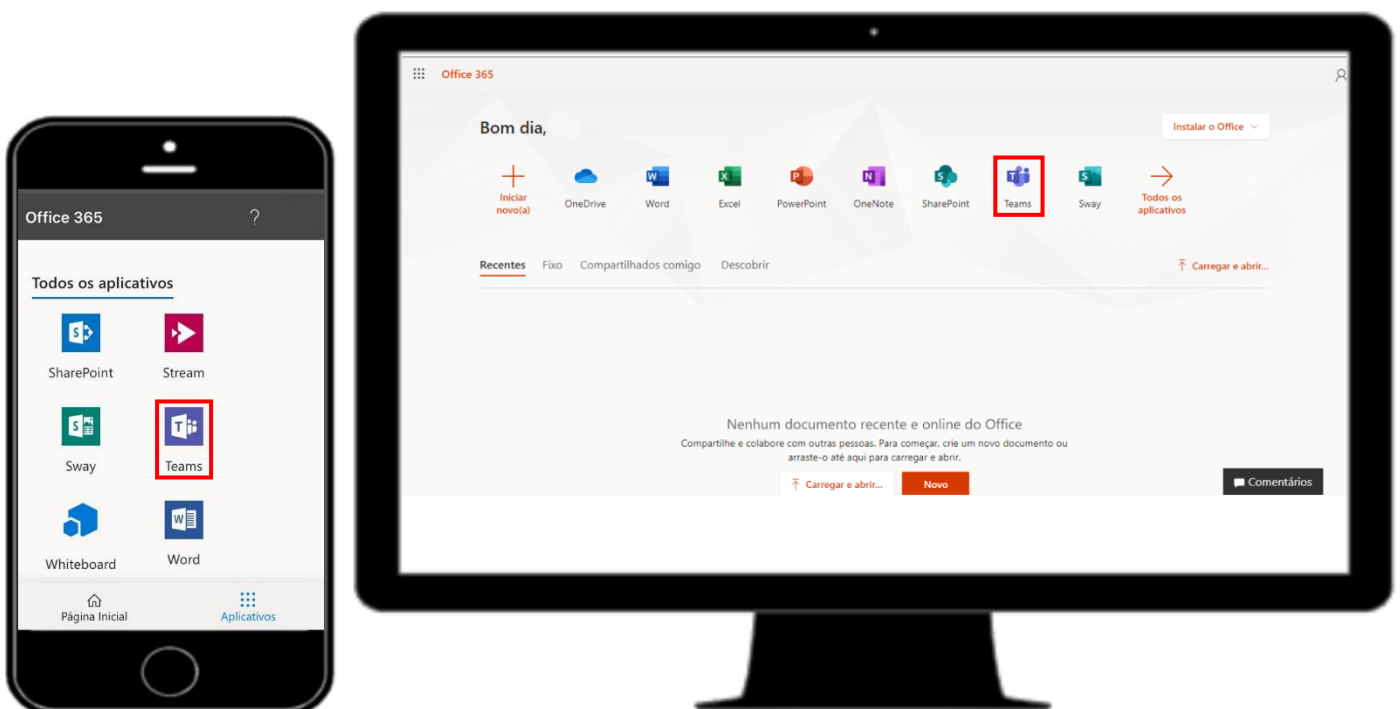 Office 365
?
Todos os aplicativos
SharePoint Stream
Sway Teams
Whiteboard Word
Página Inicial Aplicativos
Office 365
Bom dia,
Instalar o Office
Iniciar novo(a)
OneDrive Word Excel PowerPoint OneNote SharePoint Teams Sway
Todos os aplicativos
Recentes Fixo Compartilhados comigo Descobrir
Carregar e abrir...
Nenhum documento recente e online do Office
Compartilhe e colabore com outras pessoas. Para começar, crie um novo documento ou
arraste-o até aqui para carregar e abrir.
Carregar e abrir... Novo
Comentários